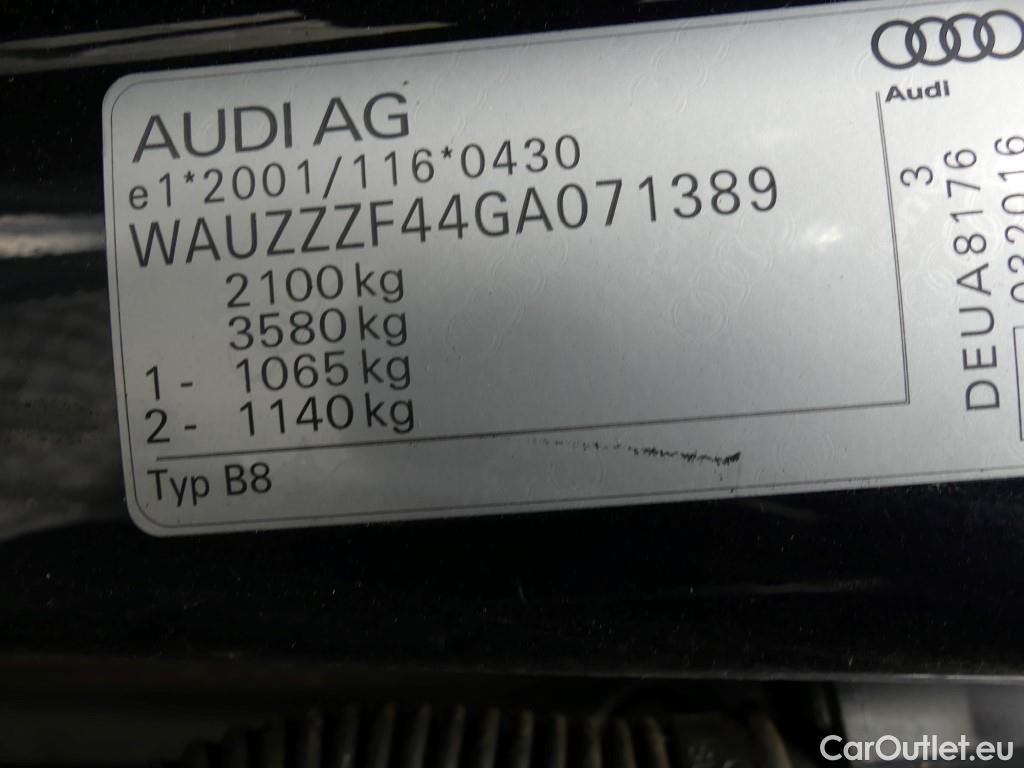 AUDI AG
e1*2001/116*0430
WAUZZZF44GA071389
2100 kg
3580 kg
1 - 1065 kg
2 - 1140 kg
Typ B8
Audi
3
DEUA8176
032016
CarOutlet.eu